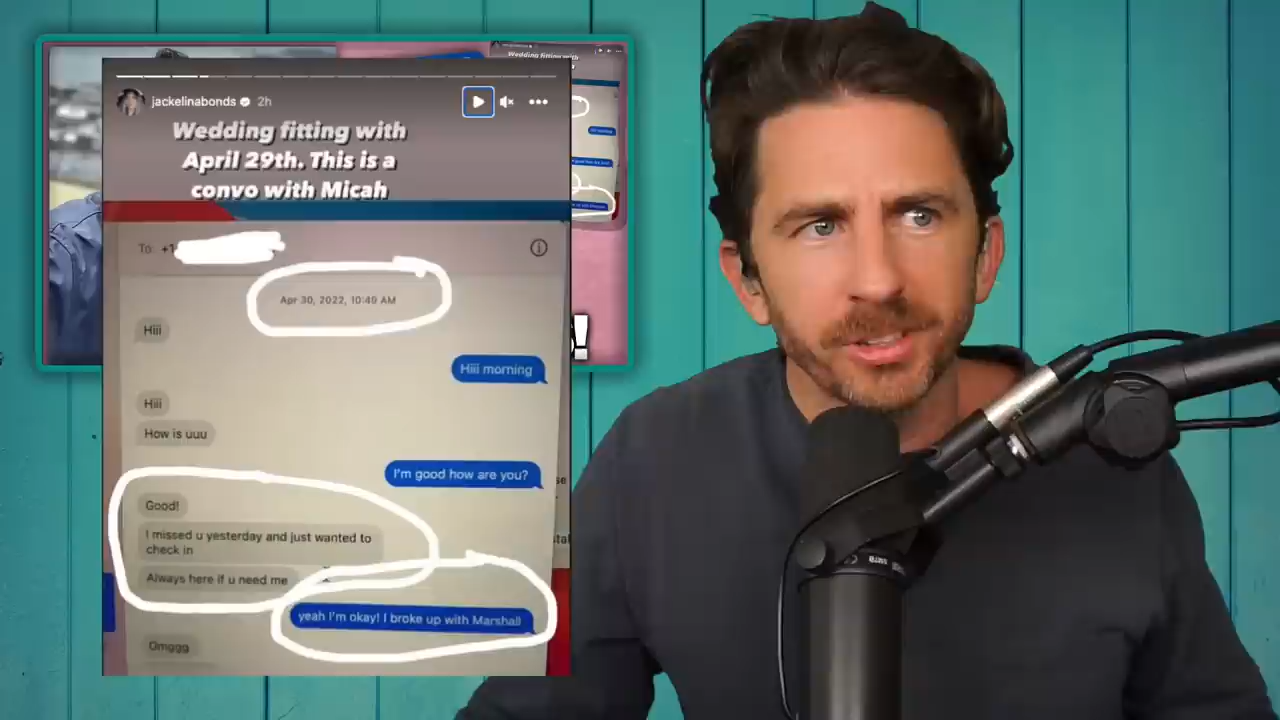 jackelinabonds 2h
Wedding fitting with
April 29th. This is a
convo with Micah
To: +1
Apr 30, 2022, 10:49 AM
Hiii
Hiii morning
Hiii
How is uuu
I'm good how are you?
Good!
I missed u yesterday and just wanted to
check in
Always here if u need me
yeah I'm okay! I broke up with Marshall
Omggg
Wedding fitting with
!